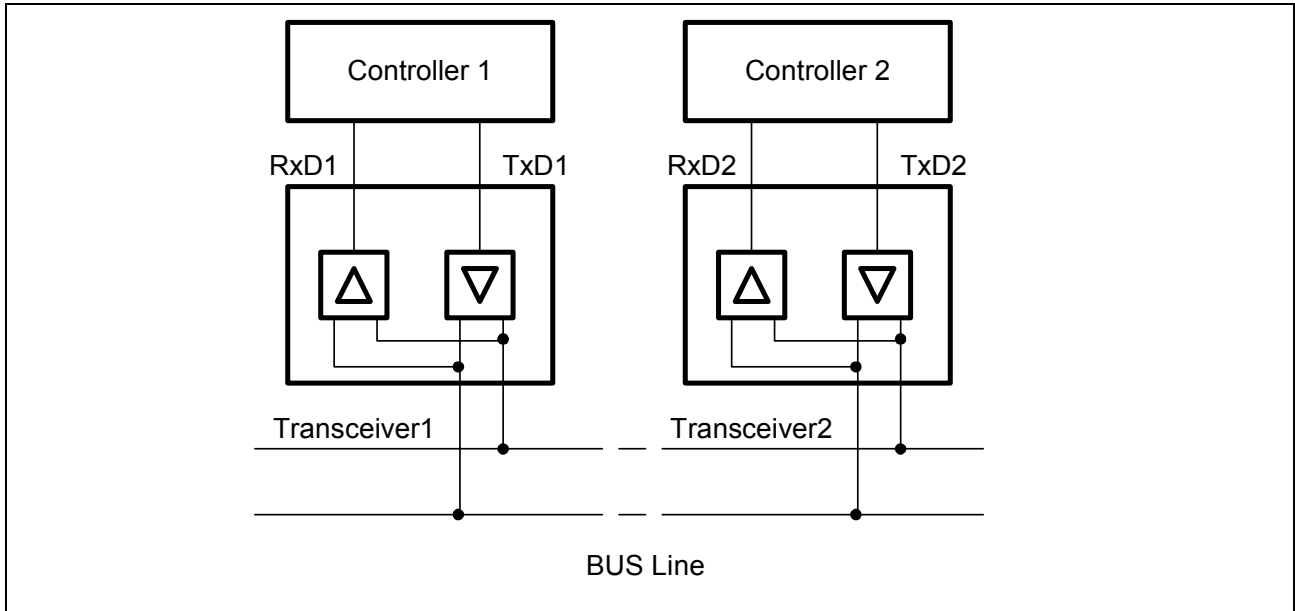 Controller 1
Controller 2
RxD1
TxD1
RxD2
TxD2
Transceiver1
Transceiver2
BUS Line